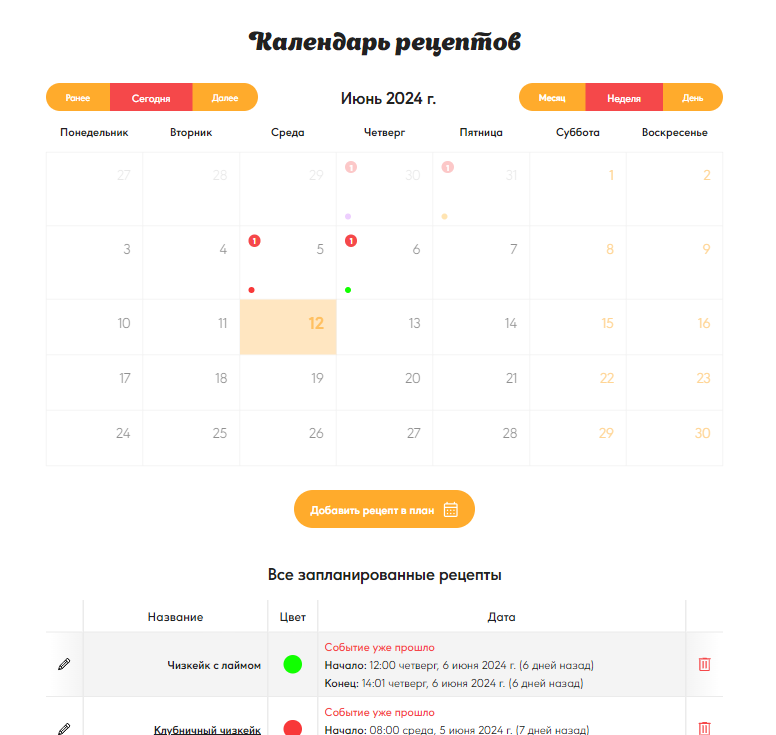 Календарь рецептов
Ранее Сегодня Далее Июнь 2024 г. Месяц Неделя День
Понедельник Вторник Среда Четверг Пятница Суббота Воскресенье
27 28 29 1 30 1 31 1 2
3 4 1 5 1 6 7 8 9
10 11 12 13 14 15 16
17 18 19 20 21 22 23
24 25 26 27 28 29 30
Добавить рецепт в план
Все запланированные рецепты
Название Цвет Дата
Событие уже прошло
Чизкейк с лаймом Начало: 12:00 четверг, 6 июня 2024 г. (6 дней назад)
Конец: 14:01 четверг, 6 июня 2024 г. (6 дней назад)
Событие уже прошло
Клубничный чизкейк Начало: 08:00 среда, 5 июня 2024 г. (7 дней назад)